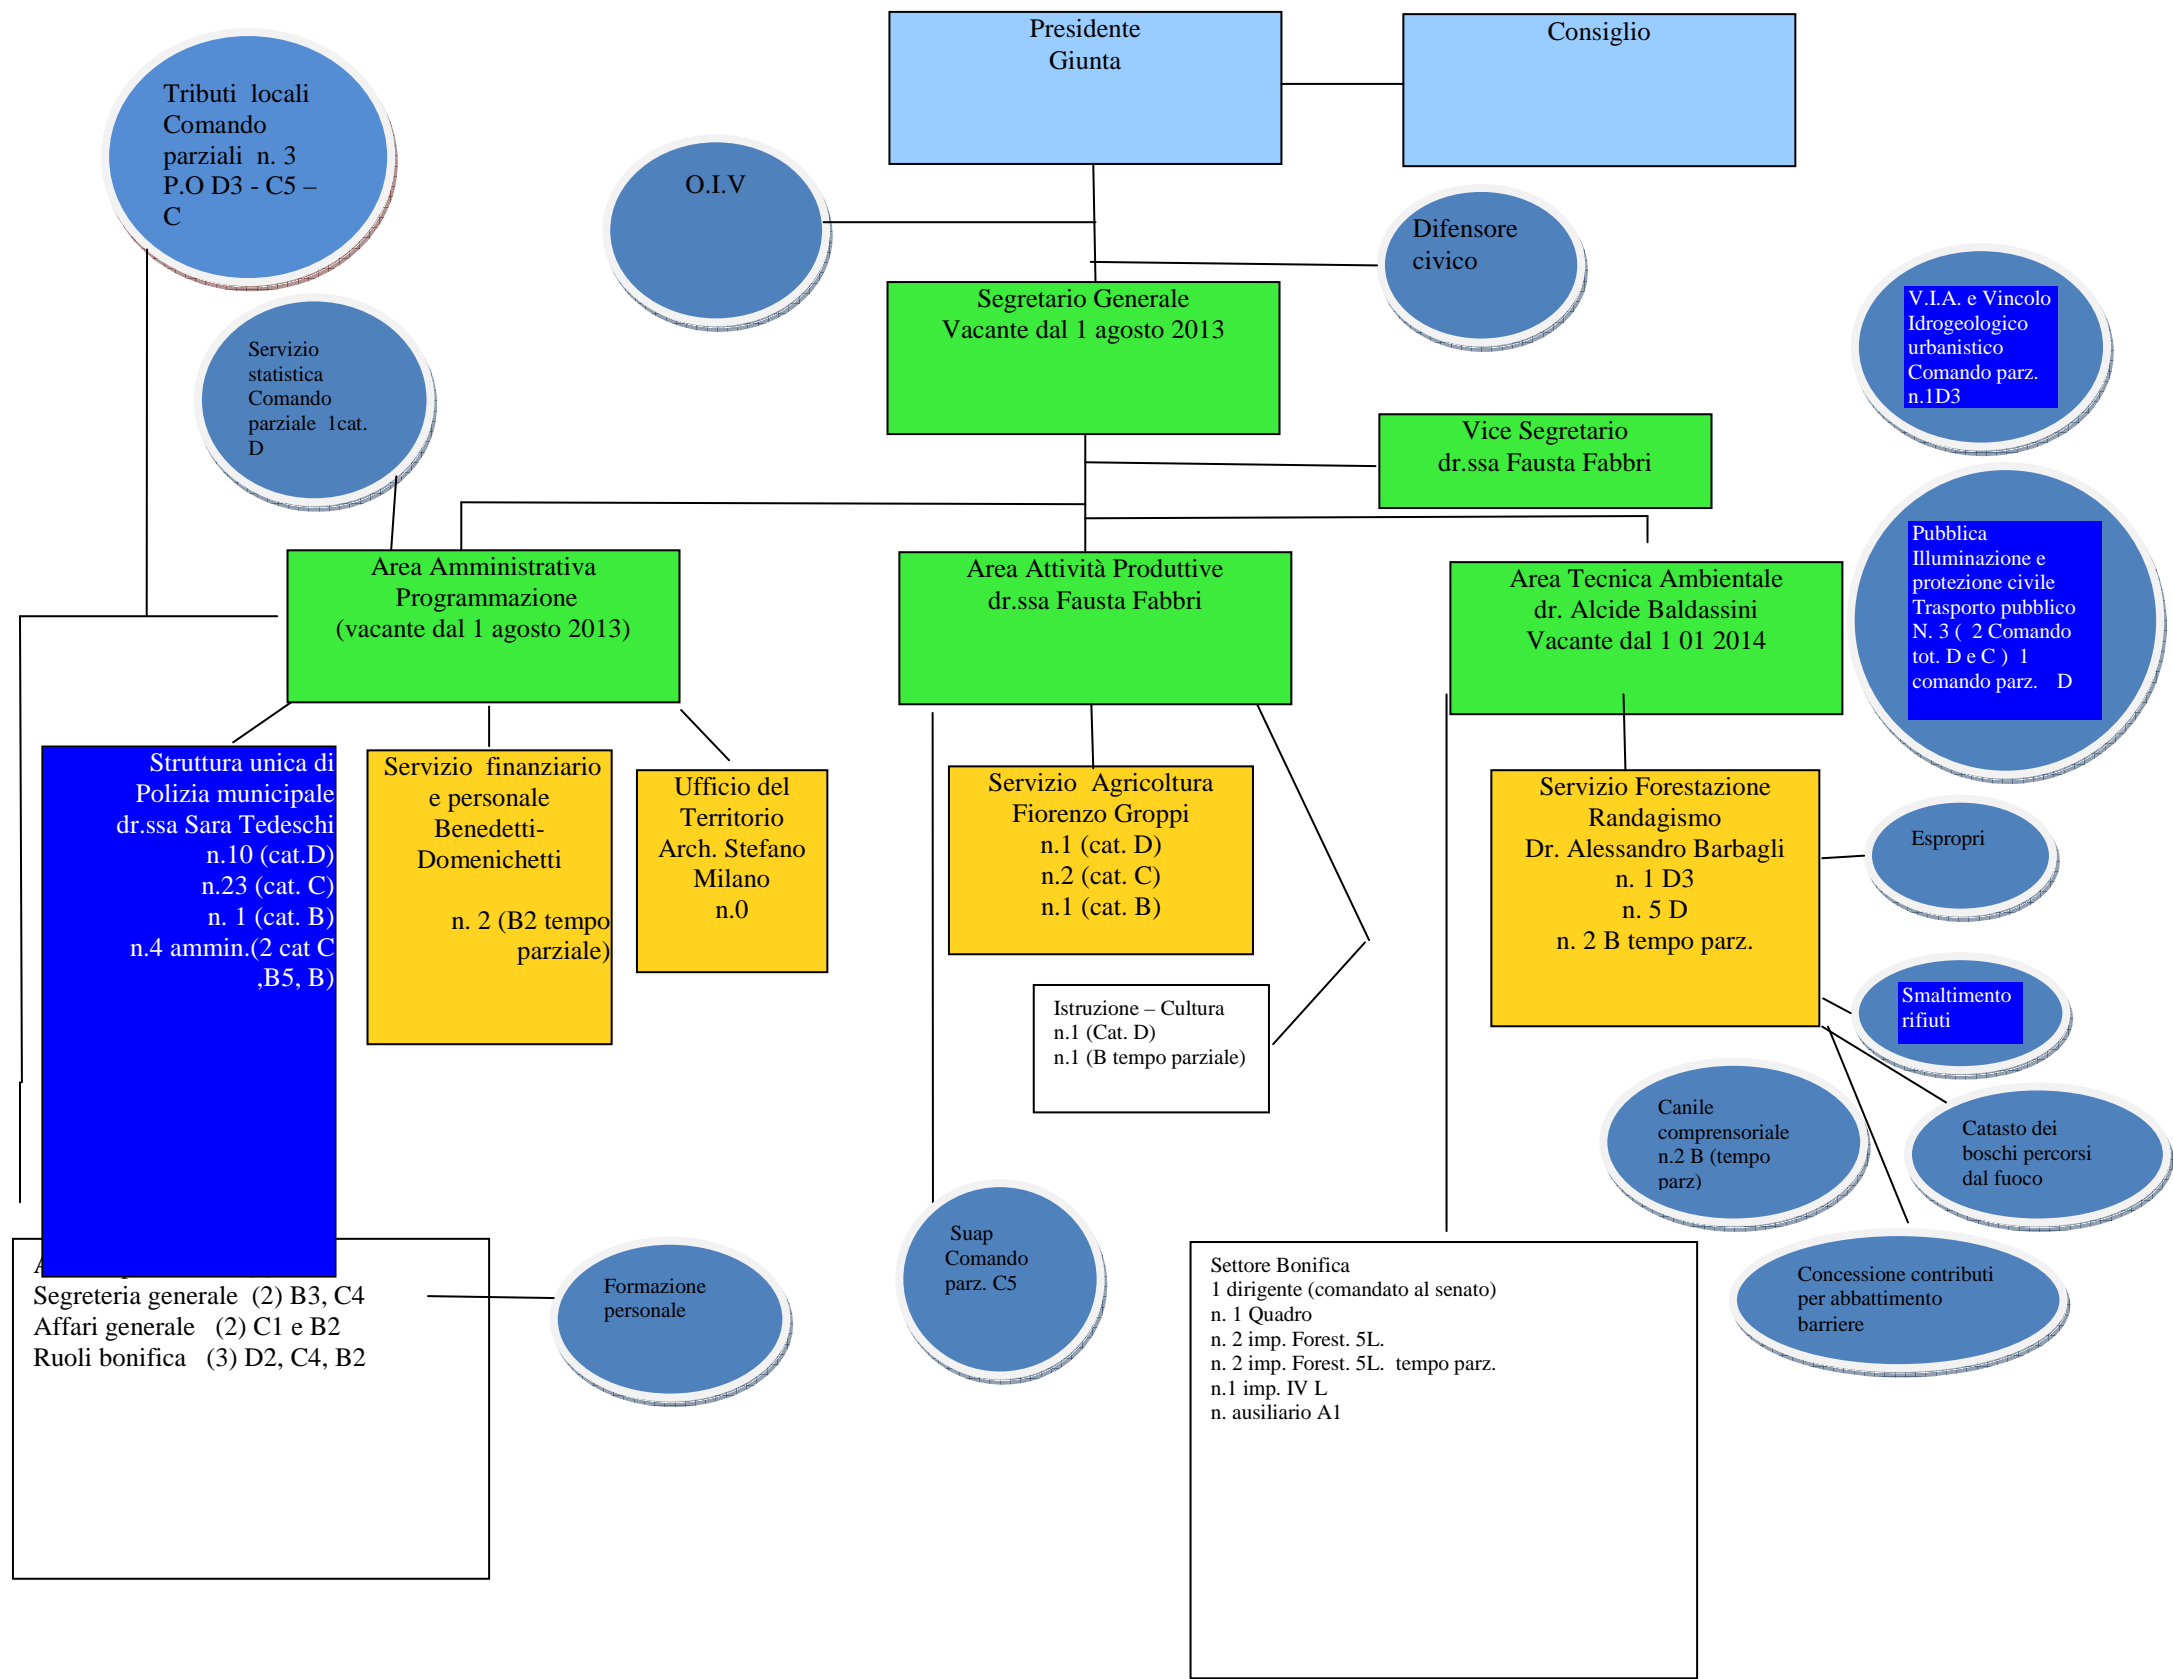 Presidente
Giunta
Consiglio
Tributi locali
Comando
parziali n. 3
P.O D3 - C5 –
C
O.I.V
Difensore
civico
Segretario Generale
Vacante dal 1 agosto 2013
V.I.A. e Vincolo
Idrogeologico
urbanistico
Comando parz.
n.1D3
Servizio
statistica
Comando
parziale 1cat.
D
Vice Segretario
dr.ssa Fausta Fabbri
Pubblica
Illuminazione e
protezione civile
Trasporto pubblico
N. 3 ( 2 Comando
tot. D e C ) 1
comando parz. D
Area Amministrativa
Programmazione
(vacante dal 1 agosto 2013)
Area Attività Produttive
dr.ssa Fausta Fabbri
Area Tecnica Ambientale
dr. Alcide Baldassini
Vacante dal 1 01 2014
Struttura unica di
Polizia municipale
dr.ssa Sara Tedeschi
n.10 (cat.D)
n.23 (cat. C)
n. 1 (cat. B)
n.4 ammin.(2 cat C
,B5, B)
Servizio finanziario
e personale
Benedetti-
Domenichetti
n. 2 (B2 tempo
parziale)
Ufficio del
Territorio
Arch. Stefano
Milano
n.0
Servizio Agricoltura
Fiorenzo Groppi
n.1 (cat. D)
n.2 (cat. C)
n.1 (cat. B)
Servizio Forestazione
Randagismo
Dr. Alessandro Barbagli
n. 1 D3
n. 5 D
n. 2 B tempo parz.
Espropri
Istruzione – Cultura
n.1 (Cat. D)
n.1 (B tempo parziale)
Smaltimento
rifiuti
Canile
comprensoriale
n.2 B (tempo
parz)
Catasto dei
boschi percorsi
dal fuoco
Segreteria generale (2) B3, C4
Affari generale (2) C1 e B2
Ruoli bonifica (3) D2, C4, B2
Formazione
personale
Suap
Comando
parz. C5
Settore Bonifica
1 dirigente (comandato al senato)
n. 1 Quadro
n. 2 imp. Forest. 5L.
n. 2 imp. Forest. 5L. tempo parz.
n.1 imp. IV L
n. ausiliario A1
Concessione contributi
per abbattimento
barriere